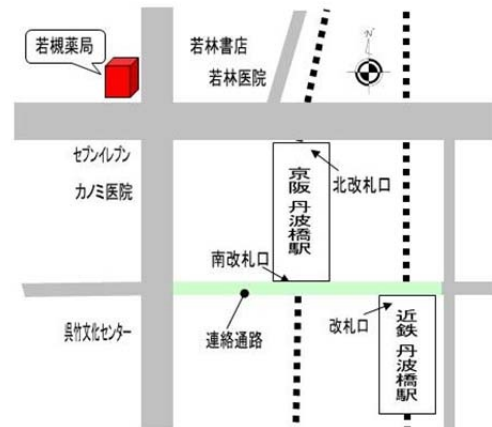 若槻薬局
若林書店
若林医院
N
セブンイレブン
カノミ医院
京阪 丹波橋駅
北改札口
南改札口
呉竹文化センター
連絡通路
改札口
近鉄 丹波橋駅